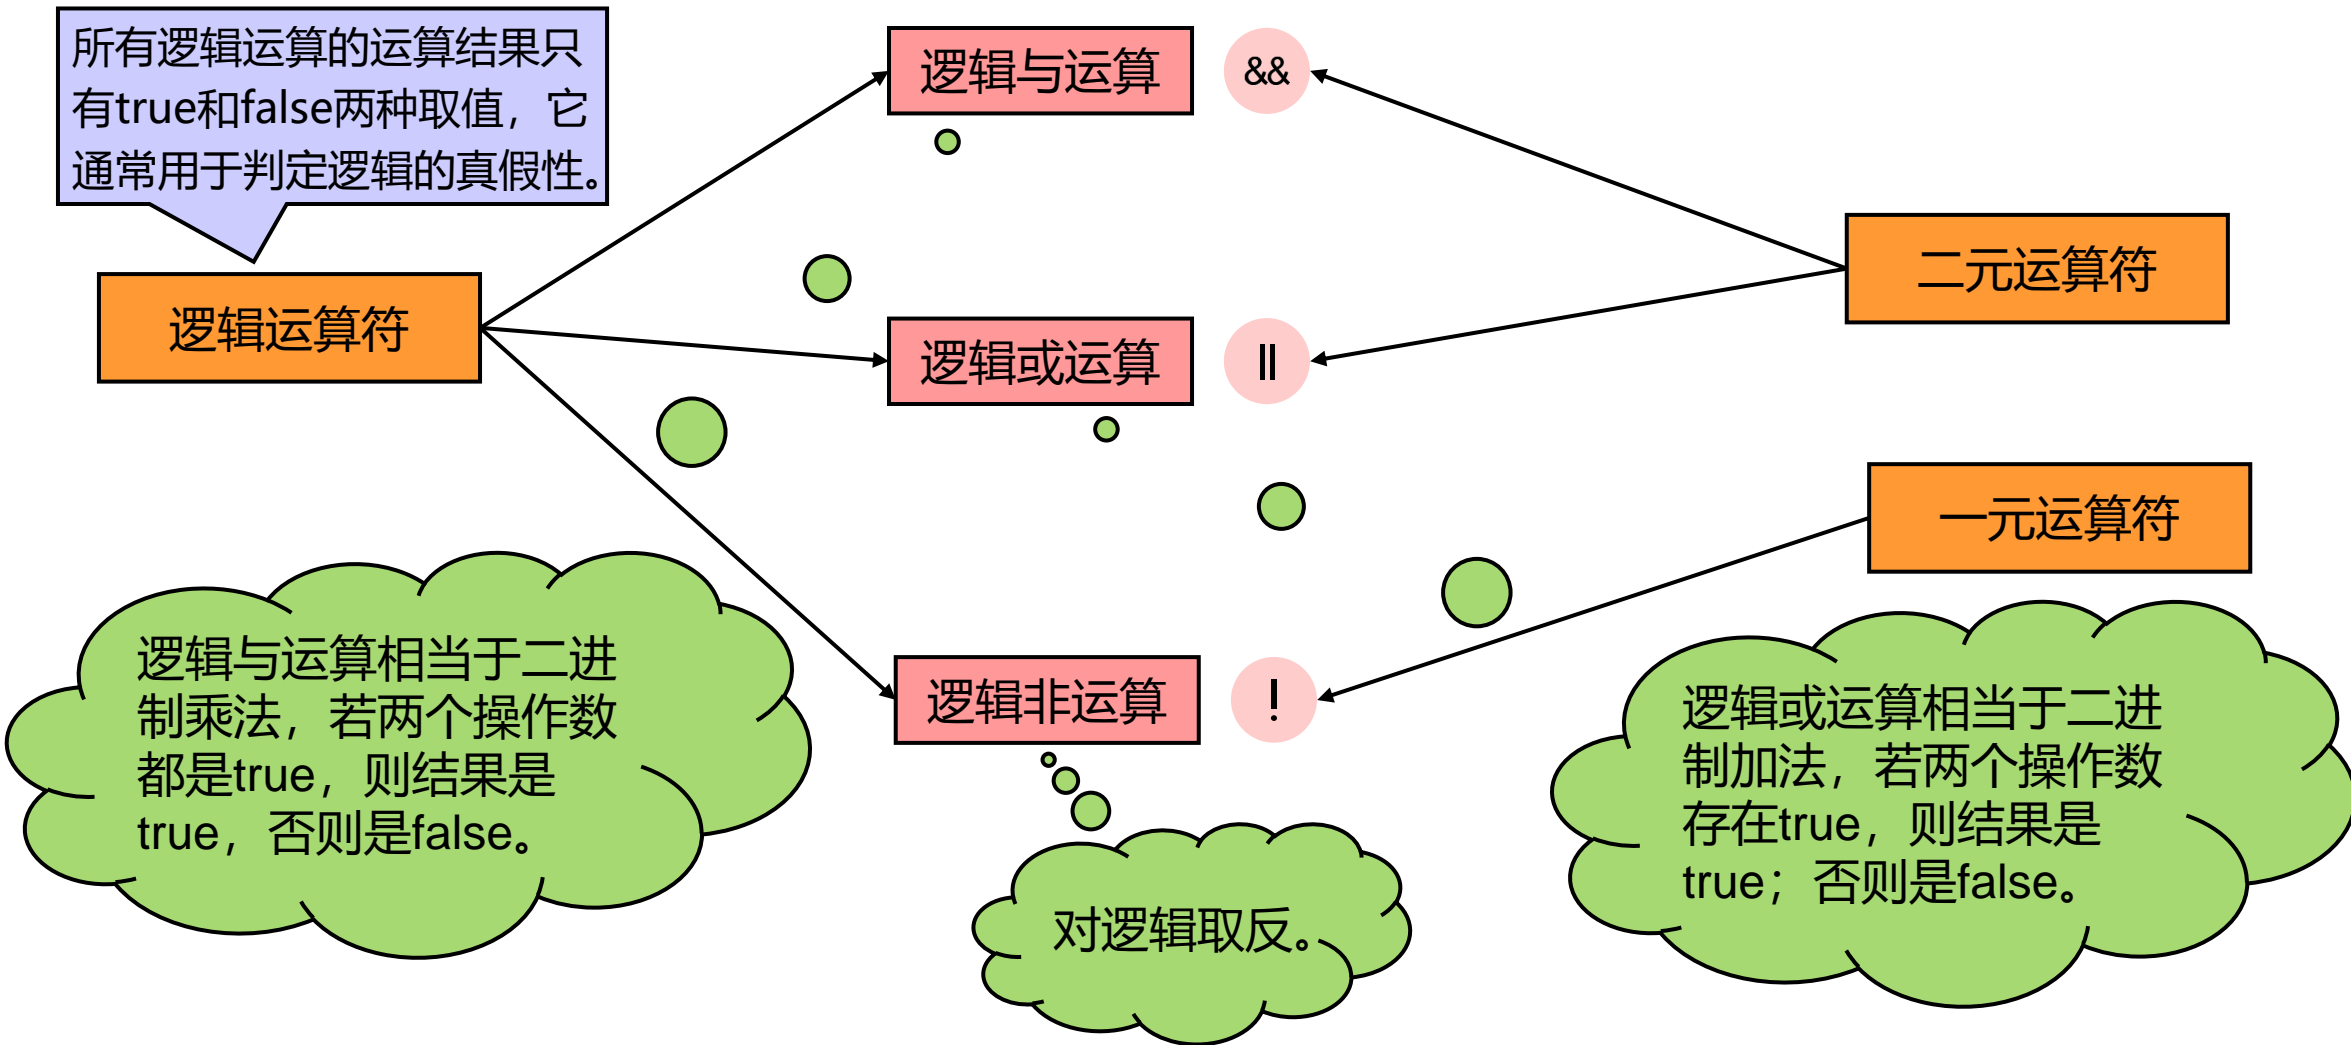 所有逻辑运算的运算结果只
有true和false两种取值，它
通常用于判定逻辑的真假性。
逻辑运算符
逻辑与运算
&&
逻辑或运算
||
逻辑非运算
!
二元运算符
一元运算符
逻辑与运算相当于二进
制乘法，若两个操作数
都是true，则结果是
true，否则是false。
对逻辑取反。
逻辑或运算相当于二进
制加法，若两个操作数
存在true，则结果是
true；否则是false。